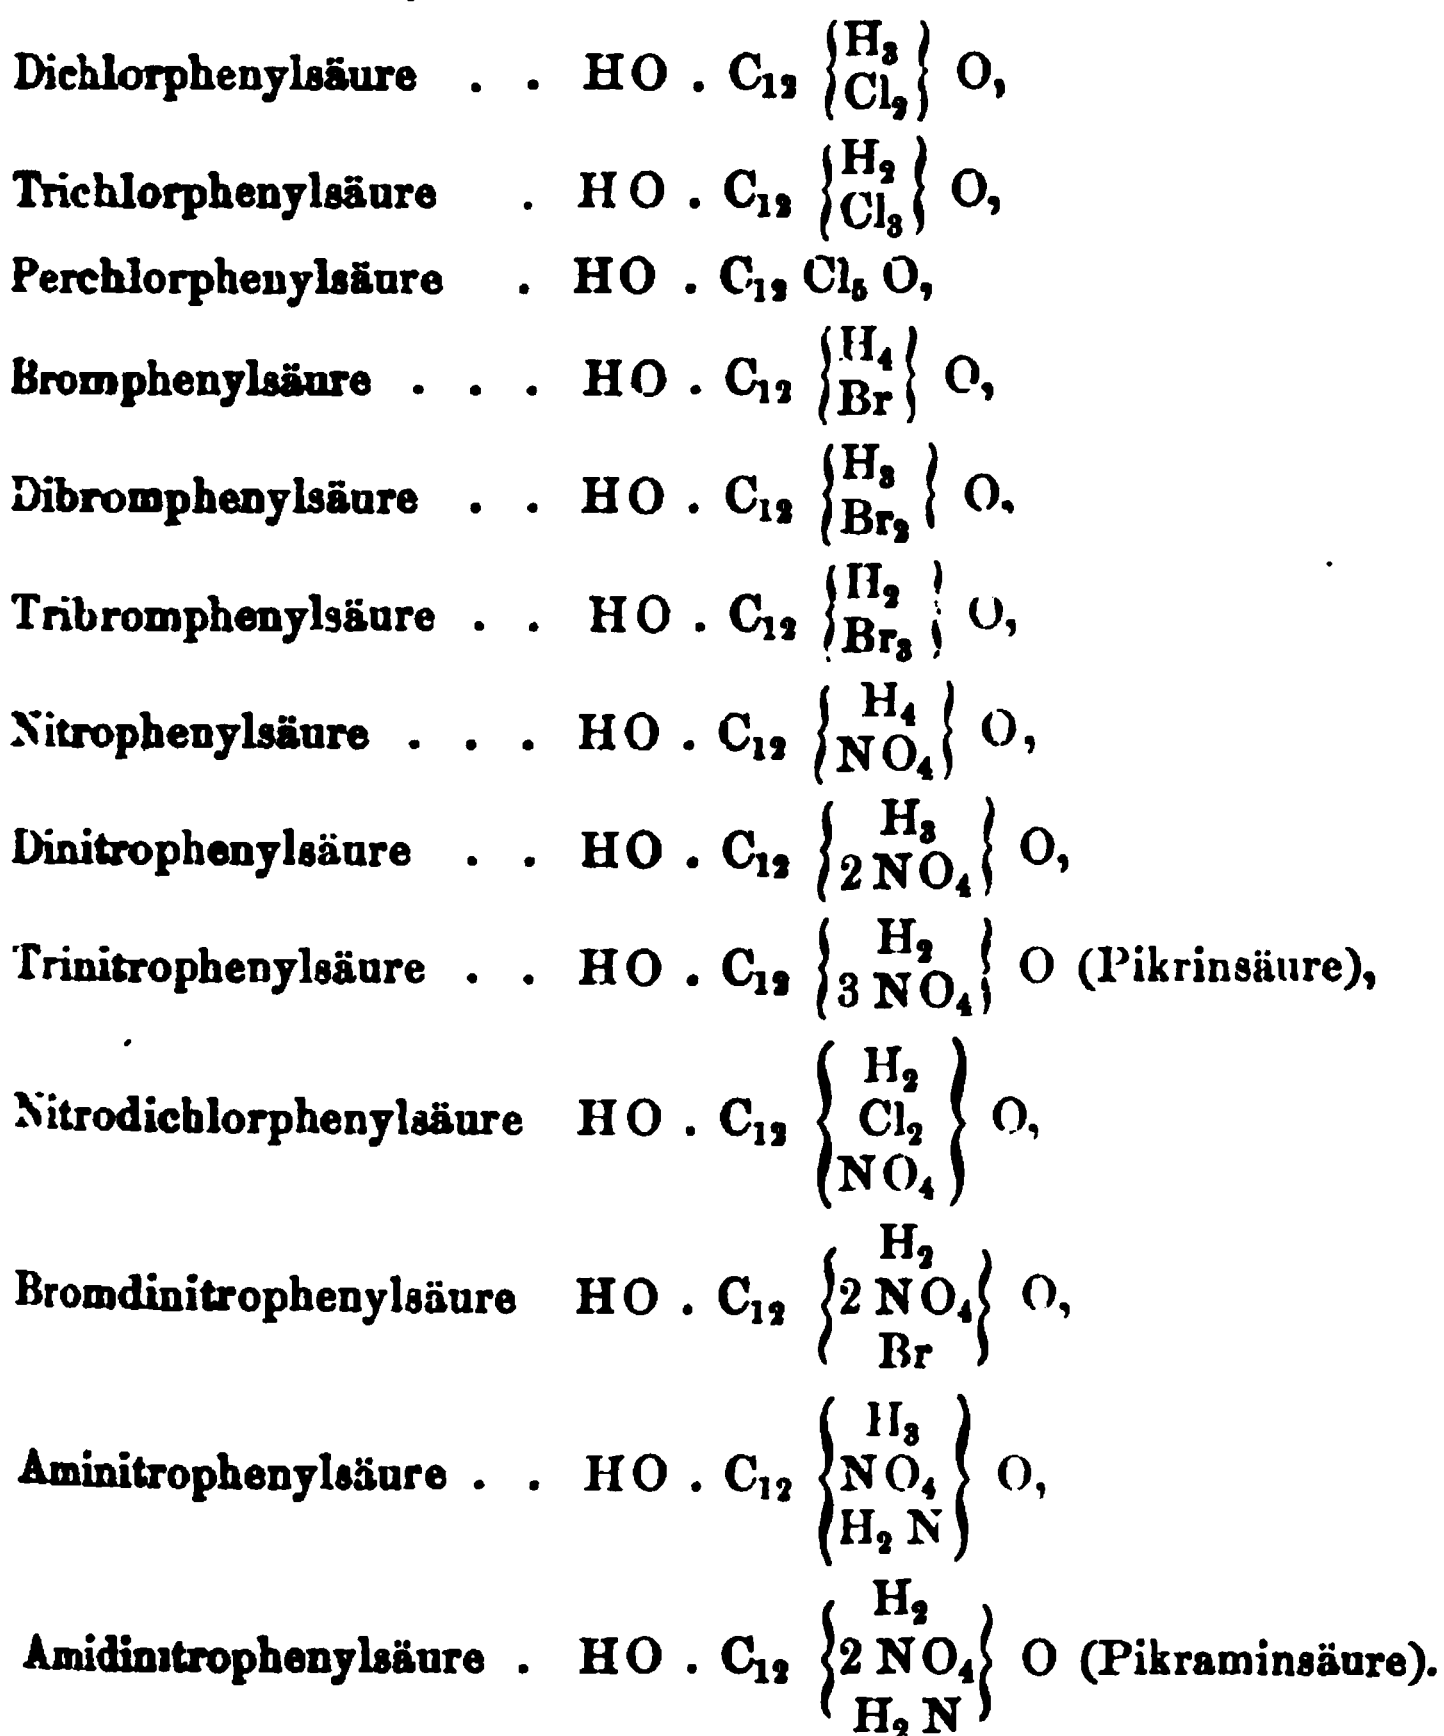 Dichlorphenylsäure . . HO . C₁₂ {H₃ Cl₂} O,
Trichlorphenylsäure . HO . C₁₂ {H₂ Cl₃} O,
Perchlorphenylsäure . HO . C₁₂ Cl₅ O,
Bromphenylsäure . . . HO . C₁₂ {H₄ Br} O,
Dibromphenylsäure . . HO . C₁₂ {H₃ Br₂} O,
Tribromphenylsäure . . HO . C₁₂ {H₂ Br₃} O,
Nitrophenylsäure . . . HO . C₁₂ {H₄ NO₄} O,
Dinitrophenylsäure . . HO . C₁₂ {H₃ 2 NO₄} O,
Trinitrophenylsäure . . HO . C₁₂ {H₂ 3 NO₄} O (Pikrinsäure),
Nitrodichlorphenylsäure HO . C₁₂ {H₂ Cl₂ NO₄} O,
Bromdinitrophenylsäure HO . C₁₂ {H₂ 2 NO₄ Br} O,
Aminitrophenylsäure . . HO . C₁₂ {H₃ NO₄ H₂ N} O,
Amidinitrophenylsäure . HO . C₁₂ {H₂ 2 NO₄ H₂ N} O (Pikraminsäure).